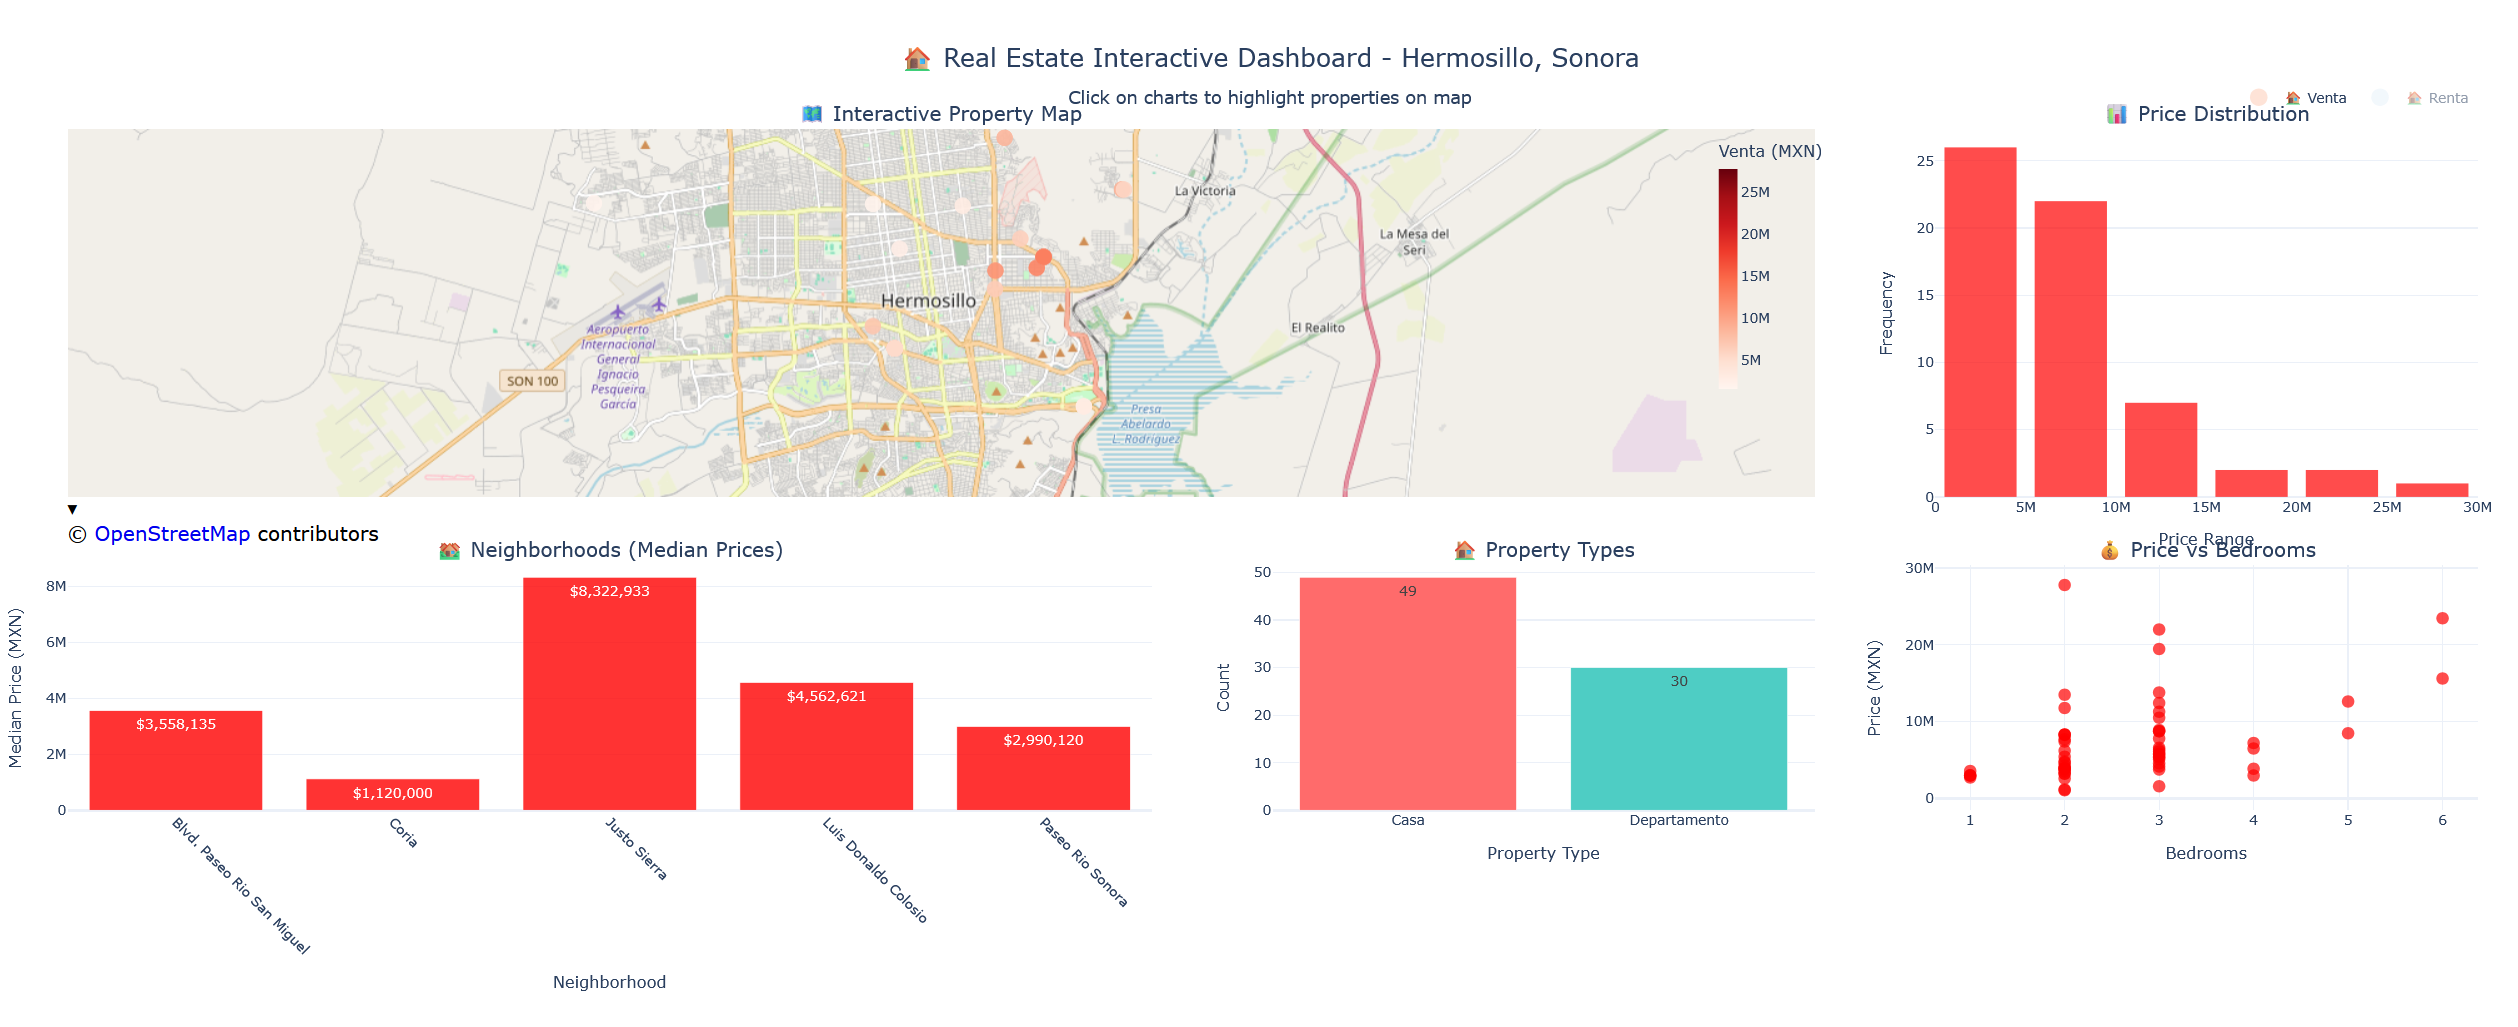 🏠 Real Estate Interactive Dashboard - Hermosillo, Sonora
Click on charts to highlight properties on map
🏠 Venta
🏠 Renta
🗺️ Interactive Property Map
La Victoria
La Mesa del
Seri
Hermosillo
El Realito
Aeropuerto
Internacional
General
Ignacio
Pesqueira
García
SON 100
Presa
Abelardo
L. Rodríguez
Venta (MXN)
25M
20M
15M
10M
5M
▼
© OpenStreetMap contributors
📊 Price Distribution
Frequency
25
20
15
10
5
0
0 5M 10M 15M 20M 25M 30M
Price Range
🏘️ Neighborhoods (Median Prices)
Median Price (MXN)
8M
6M
4M
2M
0
$3,558,135
$1,120,000
$8,322,933
$4,562,621
$2,990,120
Blvd, Paseo Rio San Miguel
Coria
Justo Sierra
Luis Donaldo Colosio
Paseo Rio Sonora
Neighborhood
🏠 Property Types
Count
50
40
30
20
10
0
49
30
Casa
Departamento
Property Type
💰 Price vs Bedrooms
Price (MXN)
30M
20M
10M
0
1 2 3 4 5 6
Bedrooms